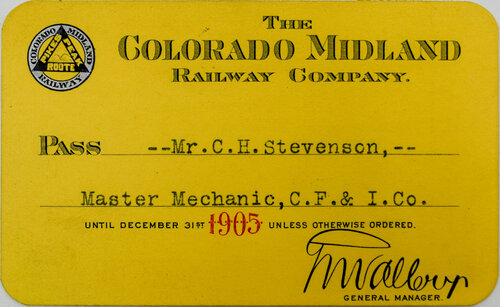 THE
COLORADO MIDLAND
RAILWAY COMPANY.
COLORADO MIDLAND
PIKES PEAK
ROUTE
RAILWAY
PASS --Mr.C.H.Stevenson,--
Master Mechanic,C.F.& I.Co.
UNTIL DECEMBER 31ST 1905 UNLESS OTHERWISE ORDERED.
GENERAL MANAGER.